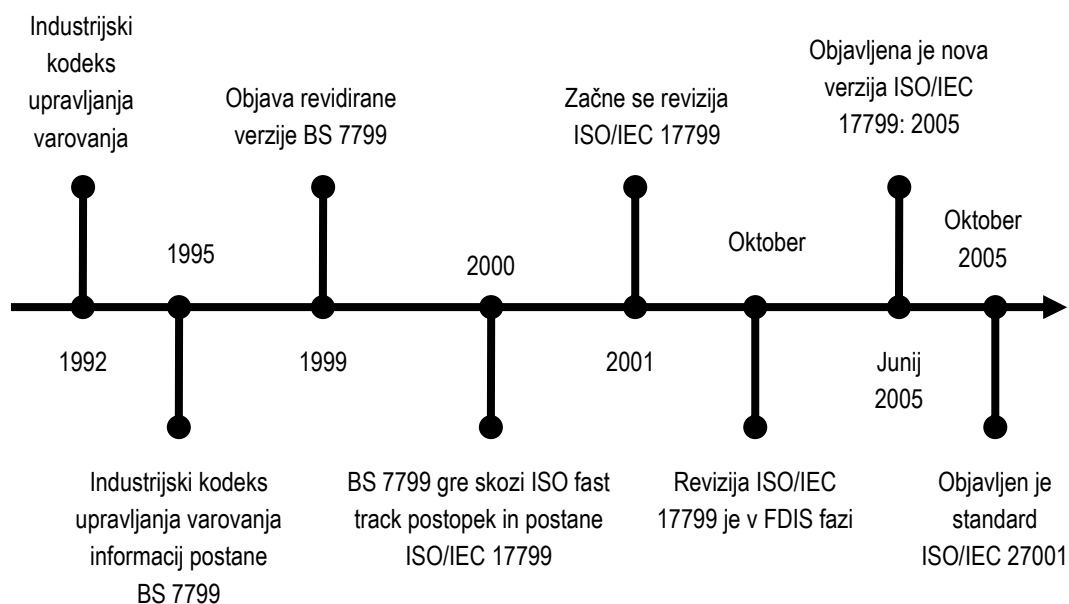 Industrijski
kodeks
upravljanja
varovanja
Objava revidirane
verzije BS 7799
Začne se revizija
ISO/IEC 17799
Objavljena je nova
verzija ISO/IEC
17799: 2005
1995
2000
Oktober
Oktober
2005
1992
1999
2001
Junij
2005
Industrijski kodeks
upravljanja varovanja
informacij postane
BS 7799
BS 7799 gre skozi ISO fast
track postopek in postane
ISO/IEC 17799
Revizija ISO/IEC
17799 je v FDIS fazi
Objavljen je
standard
ISO/IEC 27001